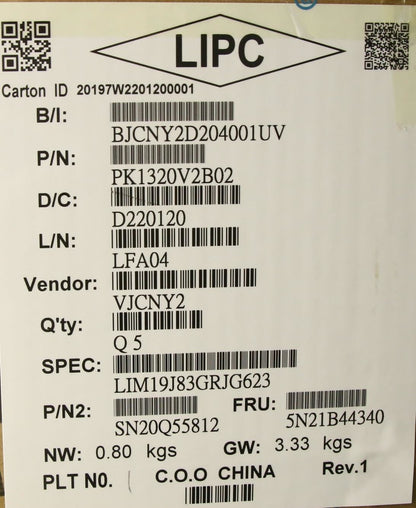 LIPC
Carton ID 20197W2201200001
B/I:
BJCNY2D204001UV
P/N:
PK1320V2B02
D/C:
D220120
L/N:
LFA04
Vendor:
VJCNY2
Q'ty:
Q 5
SPEC:
LIM19J83GRJG623
P/N2: FRU:
SN20Q55812 5N21B44340
NW: 0.80 kgs GW: 3.33 kgs
PLT N0. C.O.O CHINA Rev.1